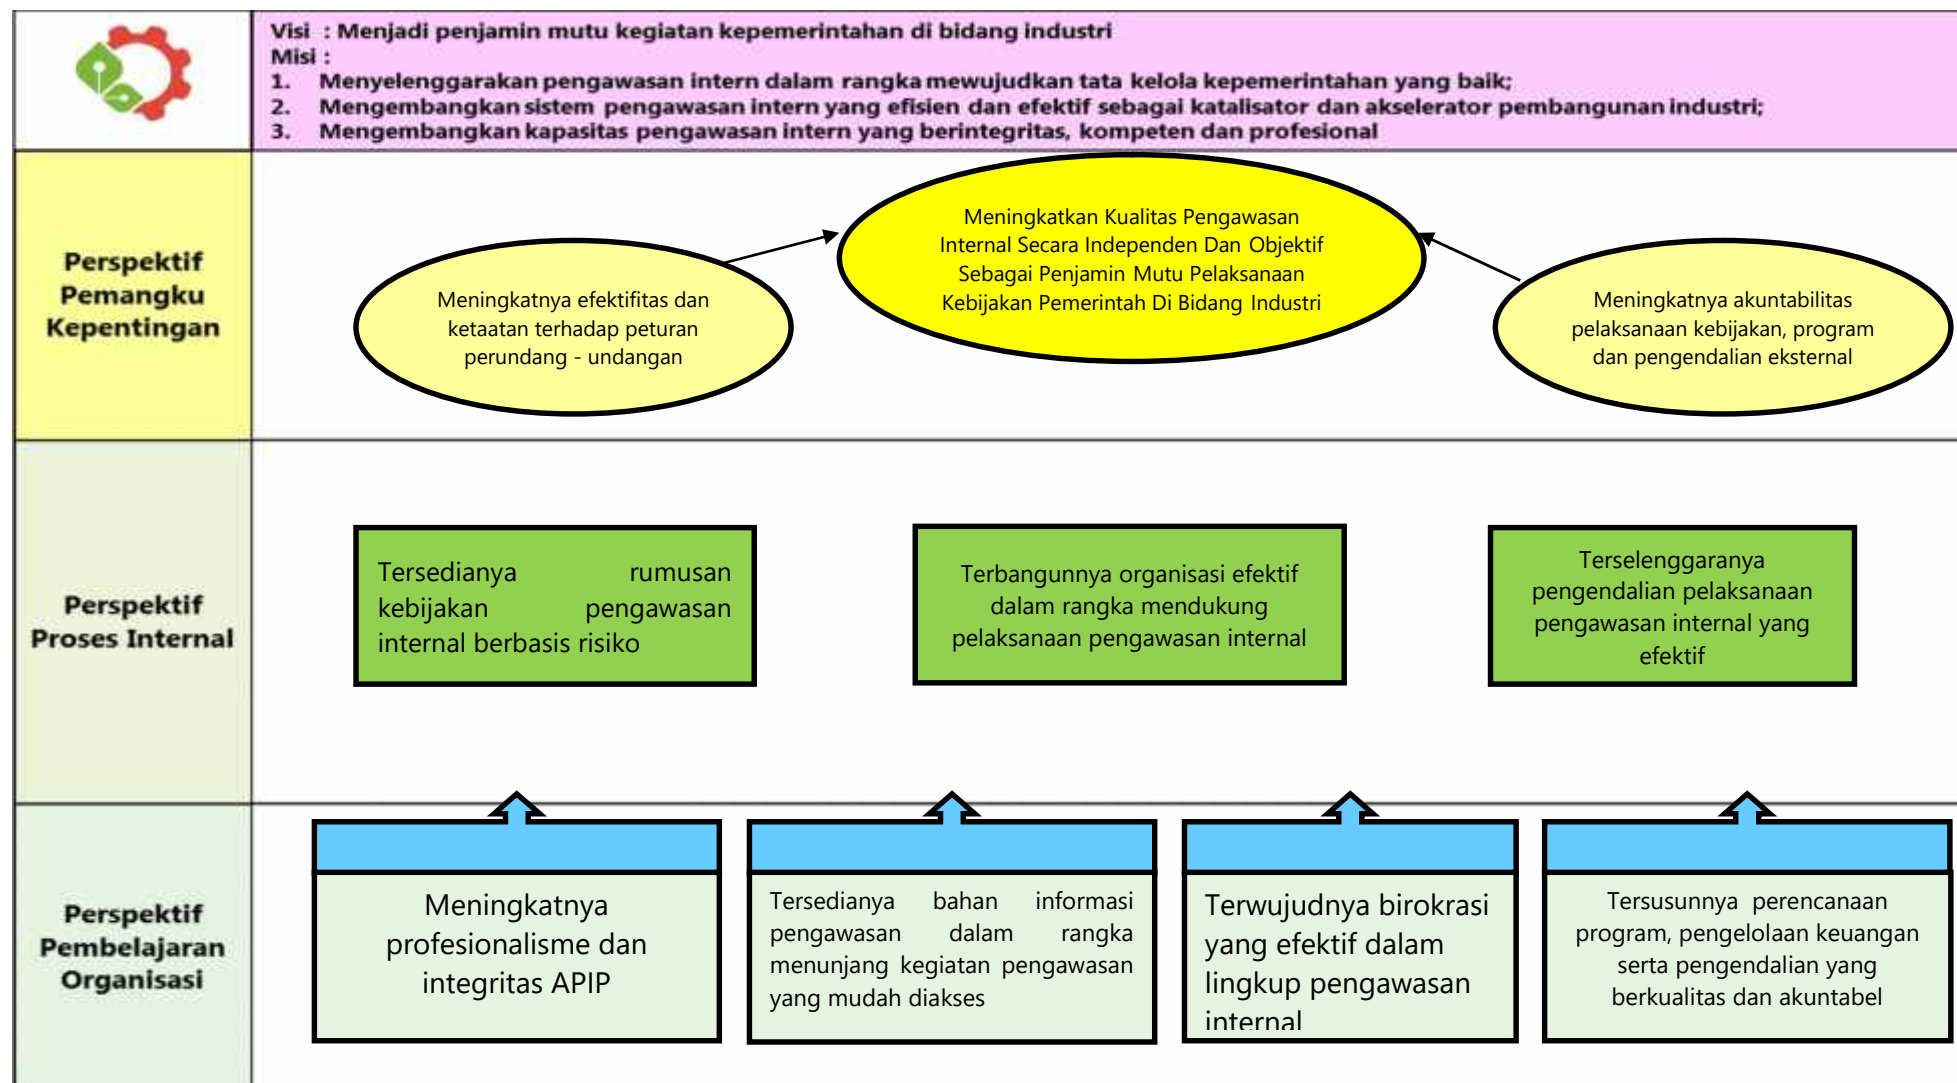 Visi : Menjadi penjamin mutu kegiatan kepemerintahan di bidang industri
Misi :
1. Menyelenggarakan pengawasan intern dalam rangka mewujudkan tata kelola kepemerintahan yang baik;
2. Mengembangkan sistem pengawasan intern yang efisien dan efektif sebagai katalisator dan akselerator pembangunan industri;
3. Mengembangkan kapasitas pengawasan intern yang berintegritas, kompeten dan profesional
Perspektif
Pemangku
Kepentingan
Meningkatnya efektifitas dan
ketaatan terhadap peturan
perundang - undangan
Meningkatkan Kualitas Pengawasan
Internal Secara Independen Dan Objektif
Sebagai Penjamin Mutu Pelaksanaan
Kebijakan Pemerintah Di Bidang Industri
Meningkatnya akuntabilitas
pelaksanaan kebijakan, program
dan pengendalian eksternal
Perspektif
Proses Internal
Tersedianya rumusan
kebijakan pengawasan
internal berbasis risiko
Terbangunnya organisasi efektif
dalam rangka mendukung
pelaksanaan pengawasan internal
Terselenggaranya
pengendalian pelaksanaan
pengawasan internal yang
efektif
Perspektif
Pembelajaran
Organisasi
Meningkatnya
profesionalisme dan
integritas APIP
Tersedianya bahan informasi
pengawasan dalam rangka
menunjang kegiatan pengawasan
yang mudah diakses
Terwujudnya birokrasi
yang efektif dalam
lingkup pengawasan
internal
Tersusunnya perencanaan
program, pengelolaan keuangan
serta pengendalian yang
berkualitas dan akuntabel